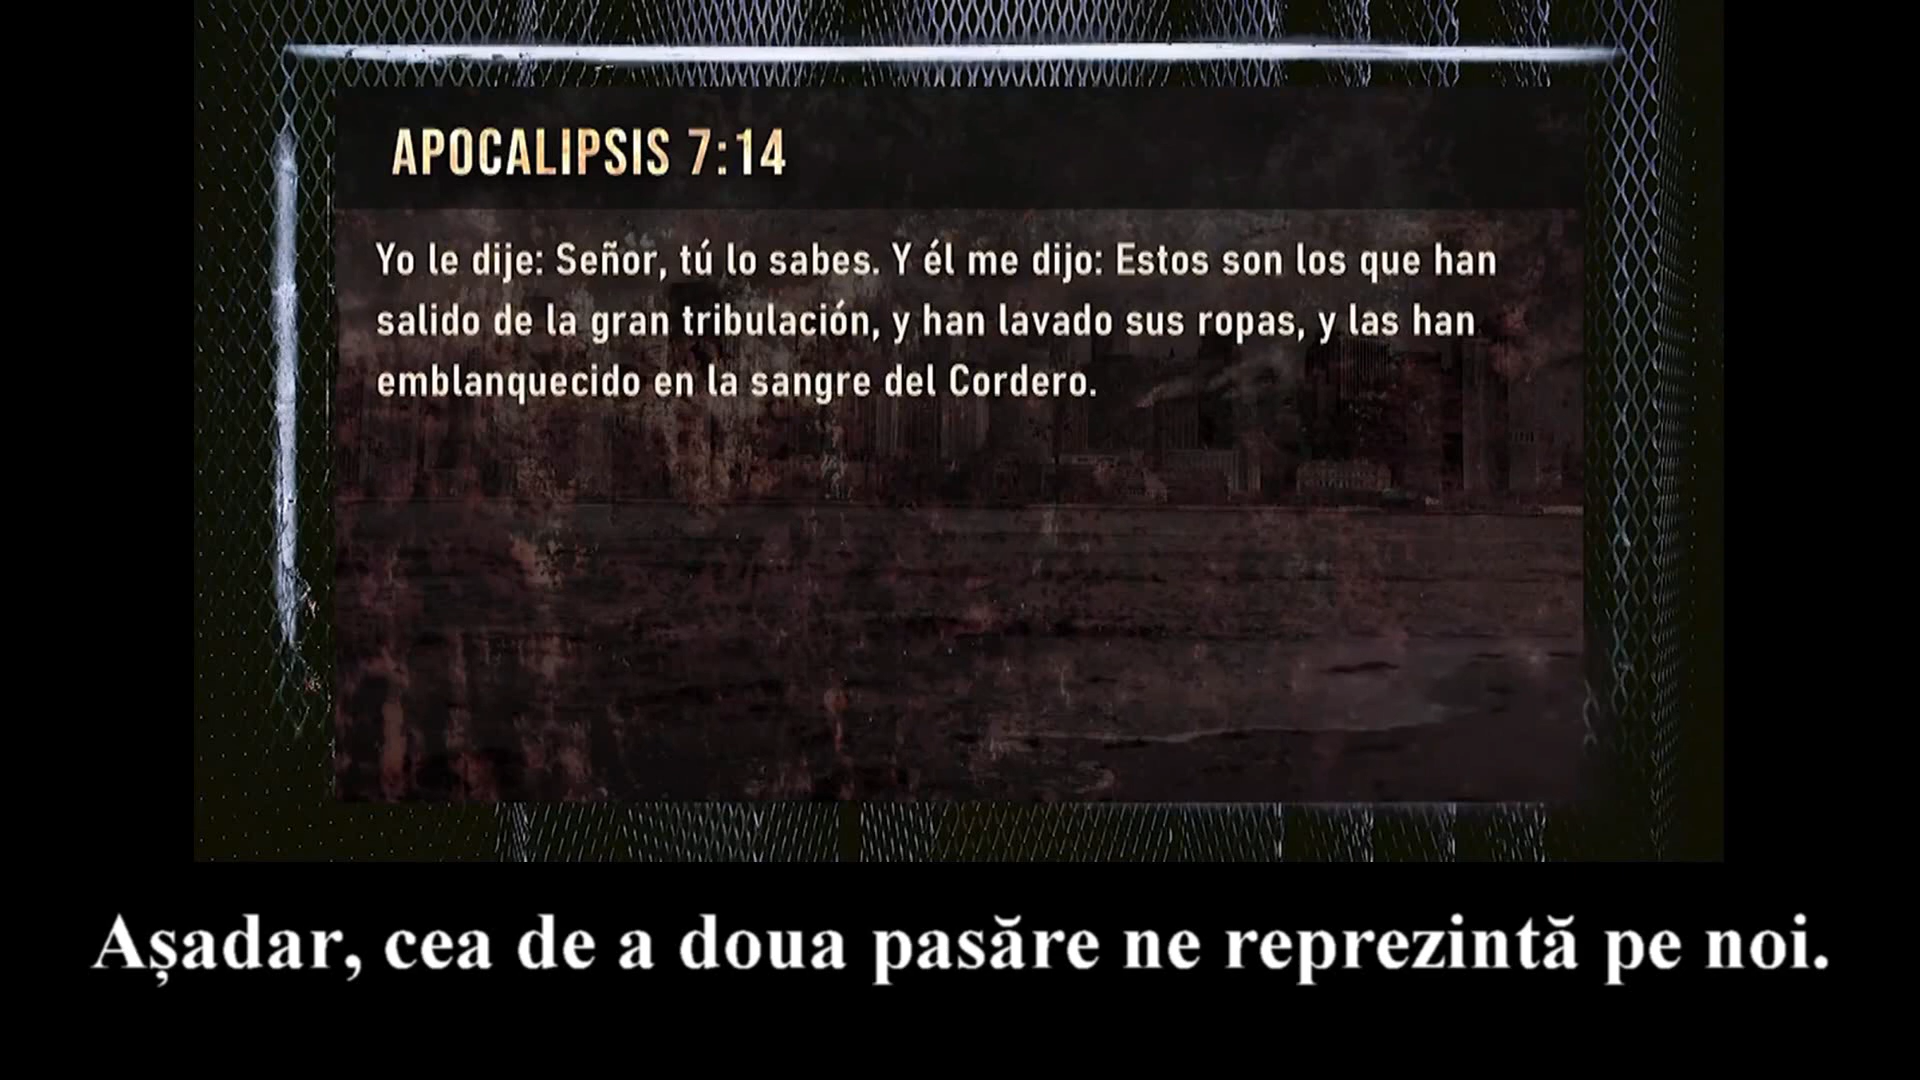 APOCALIPSIS 7:14
Yo le dije: Señor, tú lo sabes. Y él me dijo: Estos son los que han
salido de la gran tribulación, y han lavado sus ropas, y las han
emblanquecido en la sangre del Cordero.
Așadar, cea de a doua pasăre ne reprezintă pe noi.